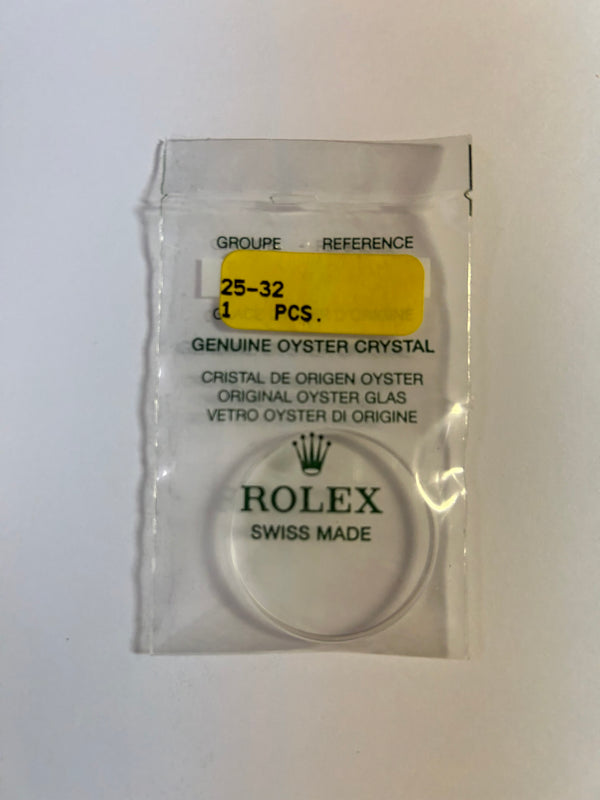 GROUPE REFERENCE
25-32
1 PCS.
GENUINE OYSTER CRYSTAL
CRISTAL DE ORIGEN OYSTER
ORIGINAL OYSTER GLAS
VETRO OYSTER DI ORIGINE
ROLEX
SWISS MADE